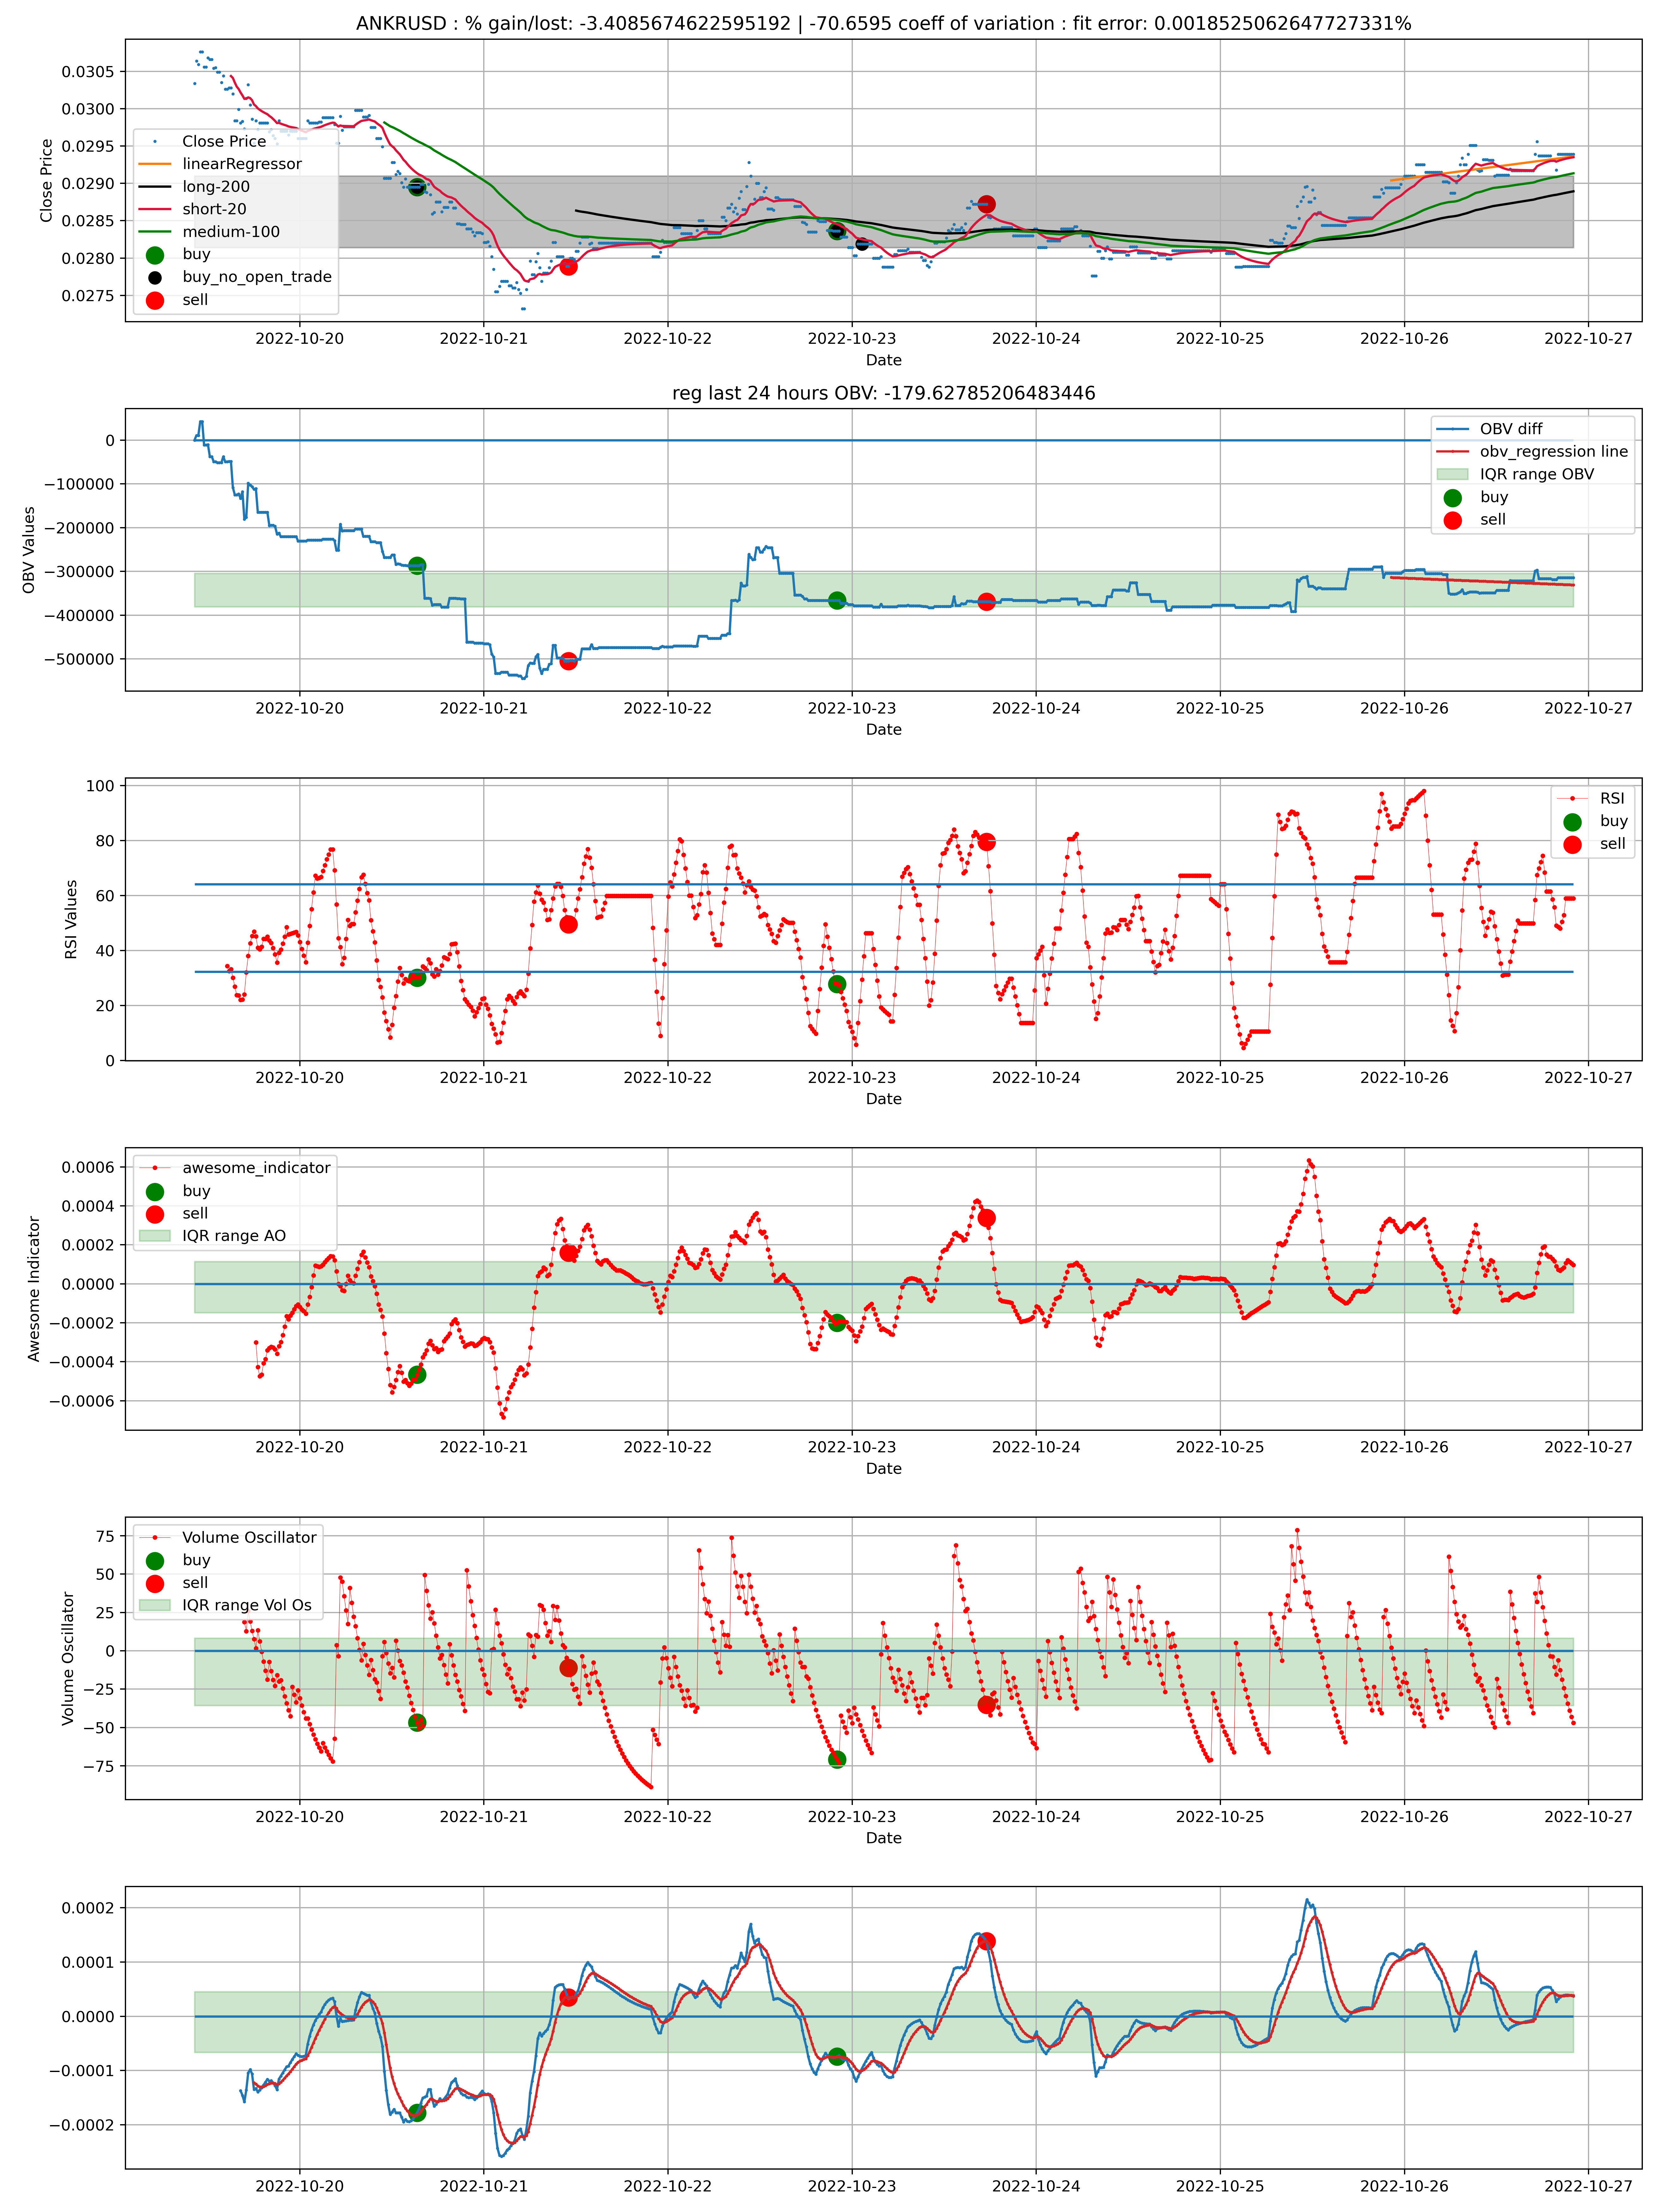 ANKRUSD : % gain/lost: -3.4085674622595192 | -70.6595 coeff of variation : fit error: 0.0018525062647727331%
0.0305
0.0300
0.0295
0.0290
0.0285
0.0280
0.0275
Close Price
Close Price
linearRegressor
long-200
short-20
medium-100
buy
buy_no_open_trade
sell
2022-10-20 2022-10-21 2022-10-22 2022-10-23 2022-10-24 2022-10-25 2022-10-26 2022-10-27
Date
reg last 24 hours OBV: -179.62785206483446
0
−100000
−200000
−300000
−400000
−500000
OBV Values
OBV diff
obv_regression line
IQR range OBV
buy
sell
2022-10-20 2022-10-21 2022-10-22 2022-10-23 2022-10-24 2022-10-25 2022-10-26 2022-10-27
Date
100
80
60
40
20
0
RSI Values
RSI
buy
sell
2022-10-20 2022-10-21 2022-10-22 2022-10-23 2022-10-24 2022-10-25 2022-10-26 2022-10-27
Date
0.0006
0.0004
0.0002
0.0000
−0.0002
−0.0004
−0.0006
Awesome Indicator
awesome_indicator
buy
sell
IQR range AO
2022-10-20 2022-10-21 2022-10-22 2022-10-23 2022-10-24 2022-10-25 2022-10-26 2022-10-27
Date
75
50
25
0
−25
−50
−75
Volume Oscillator
Volume Oscillator
buy
sell
IQR range Vol Os
2022-10-20 2022-10-21 2022-10-22 2022-10-23 2022-10-24 2022-10-25 2022-10-26 2022-10-27
Date
0.0002
0.0001
0.0000
−0.0001
−0.0002
2022-10-20 2022-10-21 2022-10-22 2022-10-23 2022-10-24 2022-10-25 2022-10-26 2022-10-27